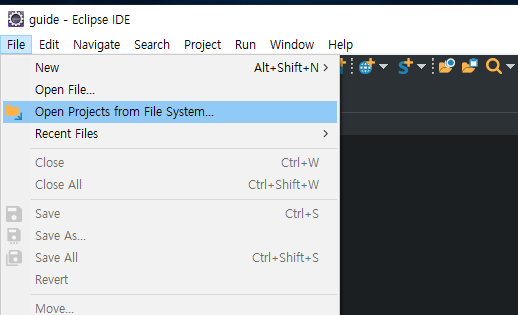 guide - Eclipse IDE
File Edit Navigate Search Project Run Window Help
New Alt+Shift+N >
Open File...
Open Projects from File System...
Recent Files >
Close Ctrl+W
Close All Ctrl+Shift+W
Save Ctrl+S
Save As...
Save All Ctrl+Shift+S
Revert
Move...